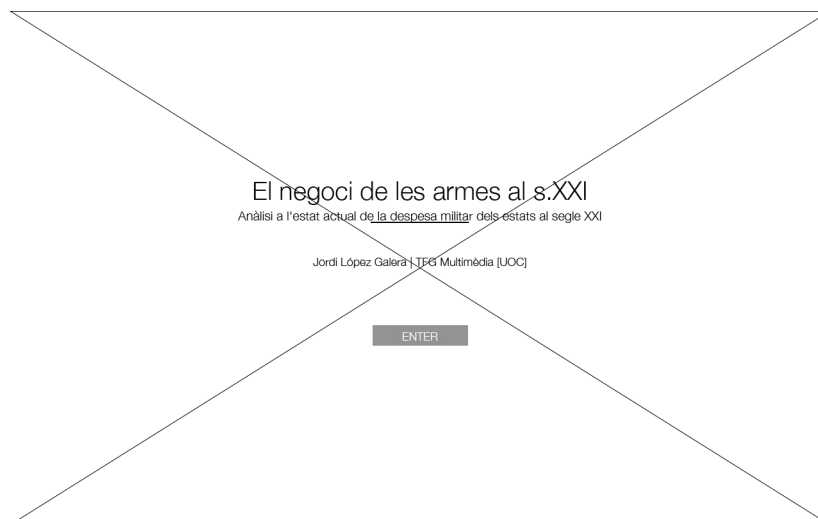 El negoci de les armes al s.XXI
Anàlisi a l'estat actual de la despesa militar dels estats al segle XXI
Jordi López Galera | TFG Multimèdia [UOC]
ENTER